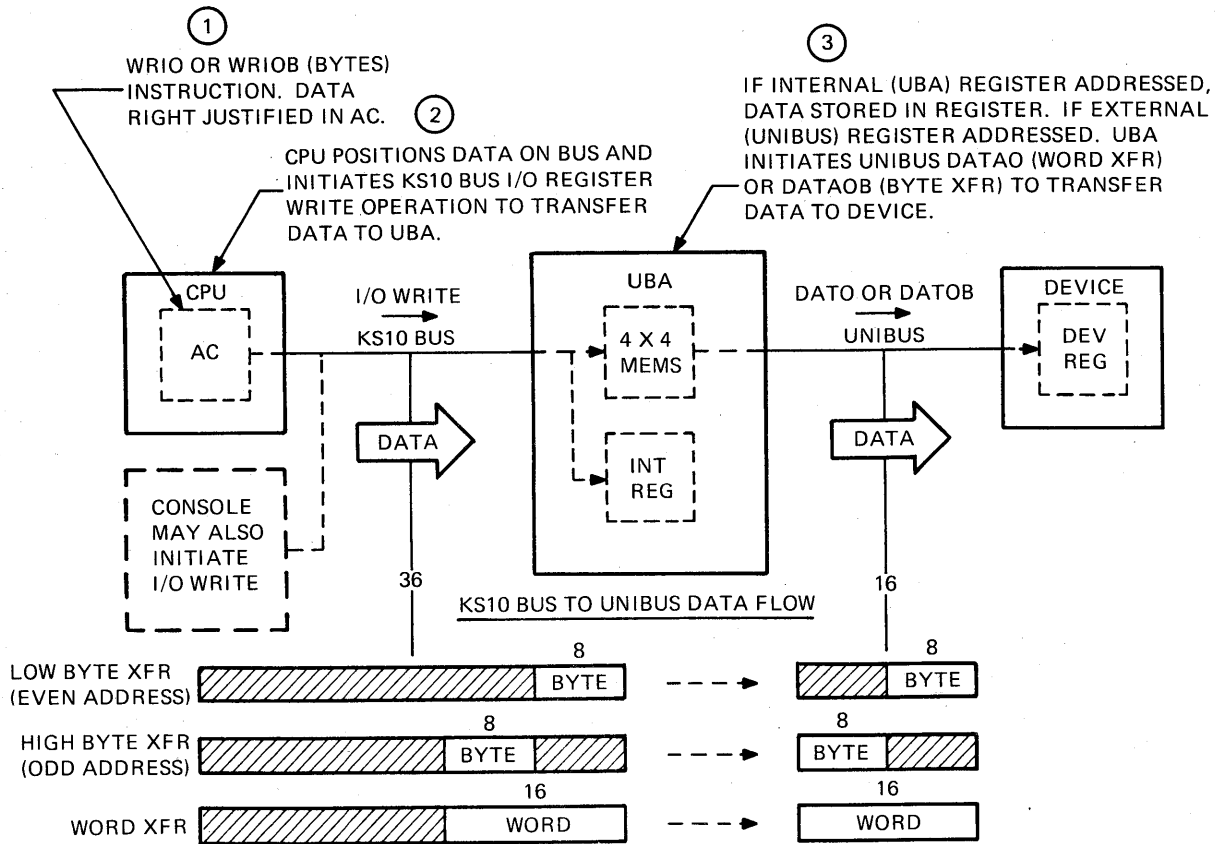 1
WRIO OR WRIOB (BYTES)
INSTRUCTION. DATA
RIGHT JUSTIFIED IN AC.
2
CPU POSITIONS DATA ON BUS AND
INITIATES KS10 BUS I/O REGISTER
WRITE OPERATION TO TRANSFER
DATA TO UBA.
3
IF INTERNAL (UBA) REGISTER ADDRESSED,
DATA STORED IN REGISTER. IF EXTERNAL
(UNIBUS) REGISTER ADDRESSED. UBA
INITIATES UNIBUS DATAO (WORD XFR)
OR DATAOB (BYTE XFR) TO TRANSFER
DATA TO DEVICE.
CPU
AC
I/O WRITE
KS10 BUS
DATA
UBA
4 X 4
MEMS
INT
REG
DATO OR DATOB
UNIBUS
DATA
DEVICE
DEV
REG
CONSOLE
MAY ALSO
INITIATE
I/O WRITE
36
16
KS10 BUS TO UNIBUS DATA FLOW
LOW BYTE XFR
(EVEN ADDRESS)
8
BYTE
8
BYTE
HIGH BYTE XFR
(ODD ADDRESS)
8
BYTE
8
BYTE
WORD XFR
16
WORD
16
WORD